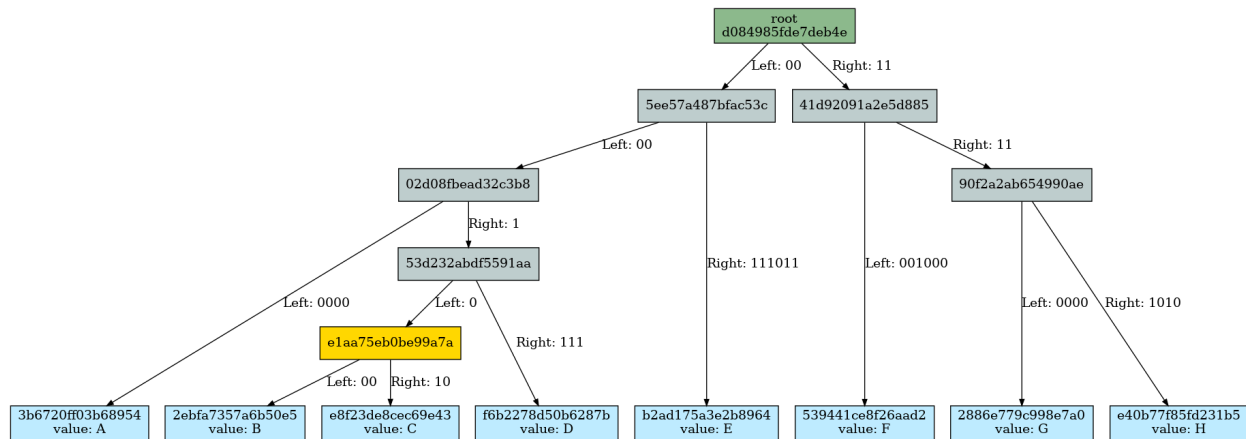 root
d084985fde7deb4e
Left: 00
Right: 11
5ee57a487bfac53c
41d92091a2e5d885
Left: 00
Right: 11
02d08fbead32c3b8
90f2a2ab654990ae
Right: 1
53d232abdf5591aa
Right: 111011
Left: 001000
Left: 0000
Left: 0
Left: 0000
Right: 1010
e1aa75eb0be99a7a
Right: 111
Left: 00
Right: 10
3b6720ff03b68954
value: A
2ebfa7357a6b50e5
value: B
e8f23de8cec69e43
value: C
f6b2278d50b6287b
value: D
b2ad175a3e2b8964
value: E
539441ce8f26aad2
value: F
2886e779c998e7a0
value: G
e40b77f85fd231b5
value: H